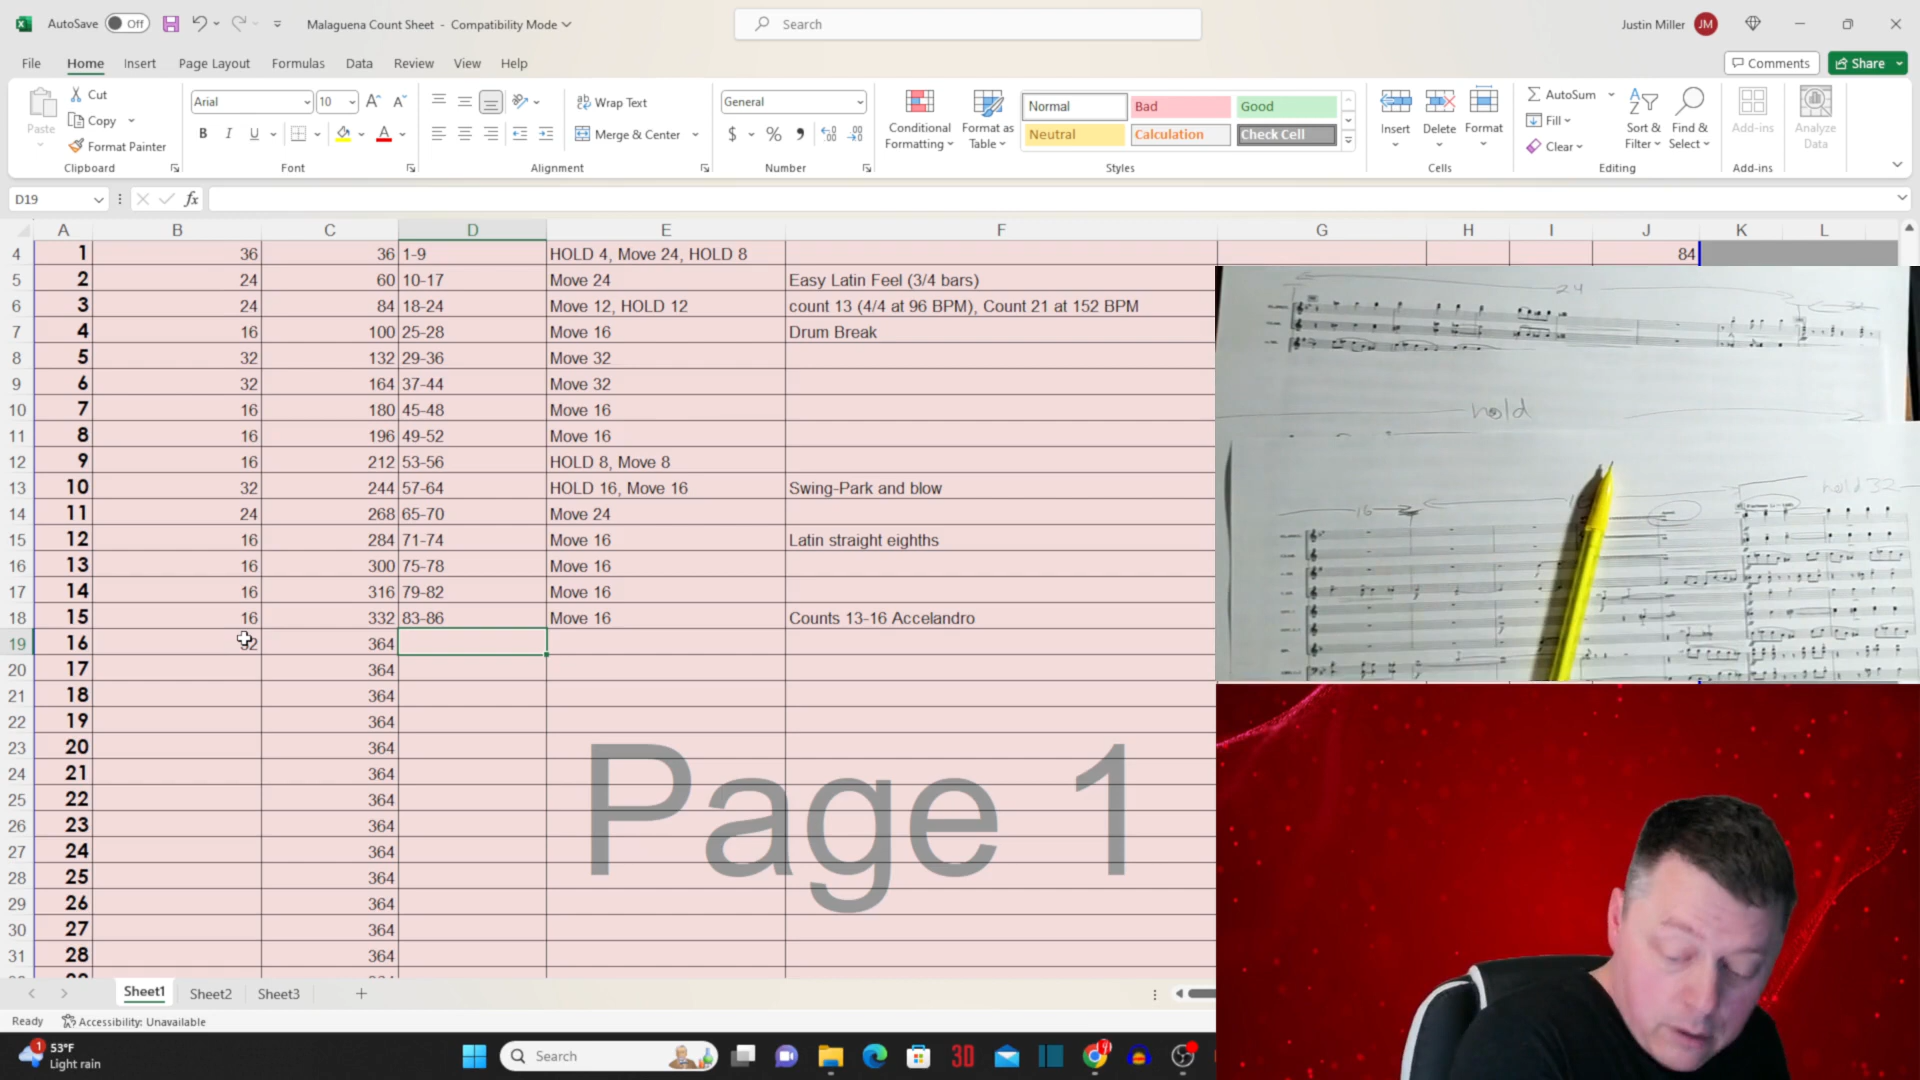 AutoSave Off Malaguena Count Sheet - Compatibility Mode Search Justin Miller JM
File Home Insert Page Layout Formulas Data Review View Help Comments Share
Paste Cut Copy Format Painter Clipboard
Arial 10 B I U A Font
Wrap Text Merge & Center Alignment
General $ % Number
Conditional Formatting Format as Table Normal Bad Good Neutral Calculation Check Cell Styles
Insert Delete Format Cells
AutoSum Fill Clear Sort & Filter Find & Select Editing
Add-ins Add-ins Analyze Data
D19 fx
A B C D E F G H I J K L
4 1 36 36 1-9 HOLD 4, Move 24, HOLD 8 84
5 2 24 60 10-17 Move 24 Easy Latin Feel (3/4 bars)
6 3 24 84 18-24 Move 12, HOLD 12 count 13 (4/4 at 96 BPM), Count 21 at 152 BPM
7 4 16 100 25-28 Move 16 Drum Break
8 5 32 132 29-36 Move 32
9 6 32 164 37-44 Move 32
10 7 16 180 45-48 Move 16
11 8 16 196 49-52 Move 16
12 9 16 212 53-56 HOLD 8, Move 8
13 10 32 244 57-64 HOLD 16, Move 16 Swing-Park and blow
14 11 24 268 65-70 Move 24
15 12 16 284 71-74 Move 16 Latin straight eighths
16 13 16 300 75-78 Move 16
17 14 16 316 79-82 Move 16
18 15 16 332 83-86 Move 16 Counts 13-16 Accelandro
19 16 32 364
20 17 364
21 18 364
22 19 364
23 20 364
24 21 364
25 22 364
26 23 364
27 24 364
28 25 364
29 26 364
30 27 364
31 28 364
Page 1
24
hold
16 hold 32
Sheet1 Sheet2 Sheet3
Ready Accessibility: Unavailable
1 53°F
Light rain
Search 3D